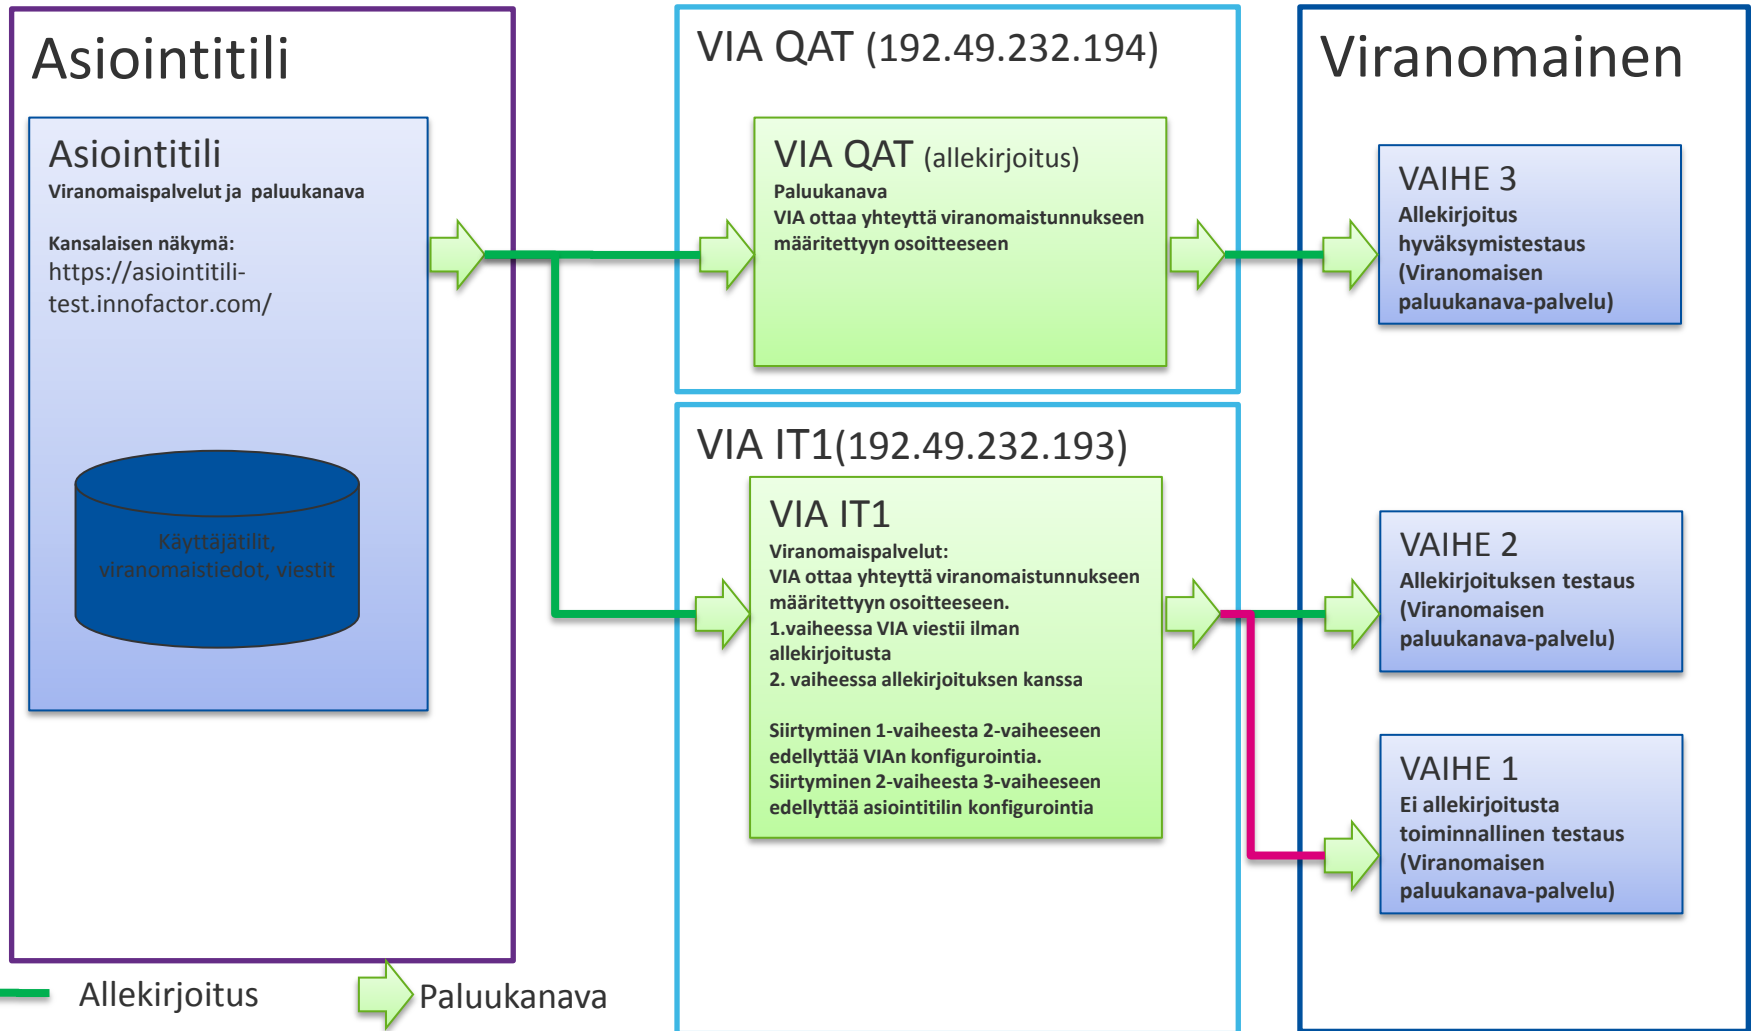 Asiointitili
Asiointitili
Viranomaispalvelut ja paluukanava
Kansalaisen näkymä:
https://asiointitili-
test.innofactor.com/
Käyttäjätilit,
viranomaistiedot, viestit
VIA QAT (192.49.232.194)
VIA QAT (allekirjoitus)
Paluukanava
VIA ottaa yhteyttä viranomaistunnukseen
määritettyyn osoitteeseen
VIA IT1(192.49.232.193)
VIA IT1
Viranomaispalvelut:
VIA ottaa yhteyttä viranomaistunnukseen
määritettyyn osoitteeseen.
1.vaiheessa VIA viestii ilman
allekirjoitusta
2. vaiheessa allekirjoituksen kanssa
Siirtyminen 1-vaiheesta 2-vaiheeseen
edellyttää VIAn konfigurointia.
Siirtyminen 2-vaiheesta 3-vaiheeseen
edellyttää asiointitilin konfigurointia
Viranomainen
VAIHE 3
Allekirjoitus
hyväksymistestaus
(Viranomaisen
paluukanava-palvelu)
VAIHE 2
Allekirjoituksen testaus
(Viranomaisen
paluukanava-palvelu)
VAIHE 1
Ei allekirjoitusta
toiminnallinen testaus
(Viranomaisen
paluukanava-palvelu)
Allekirjoitus
Paluukanava